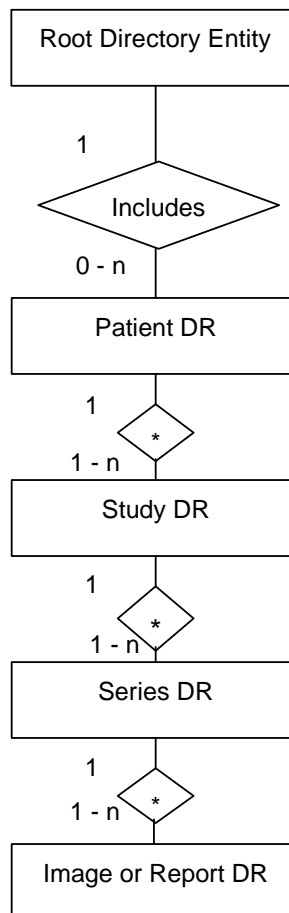 Root Directory Entity
1
Includes
0 - n
Patient DR
1
*
1 - n
Study DR
1
*
1 - n
Series DR
1
*
1 - n
Image or Report DR